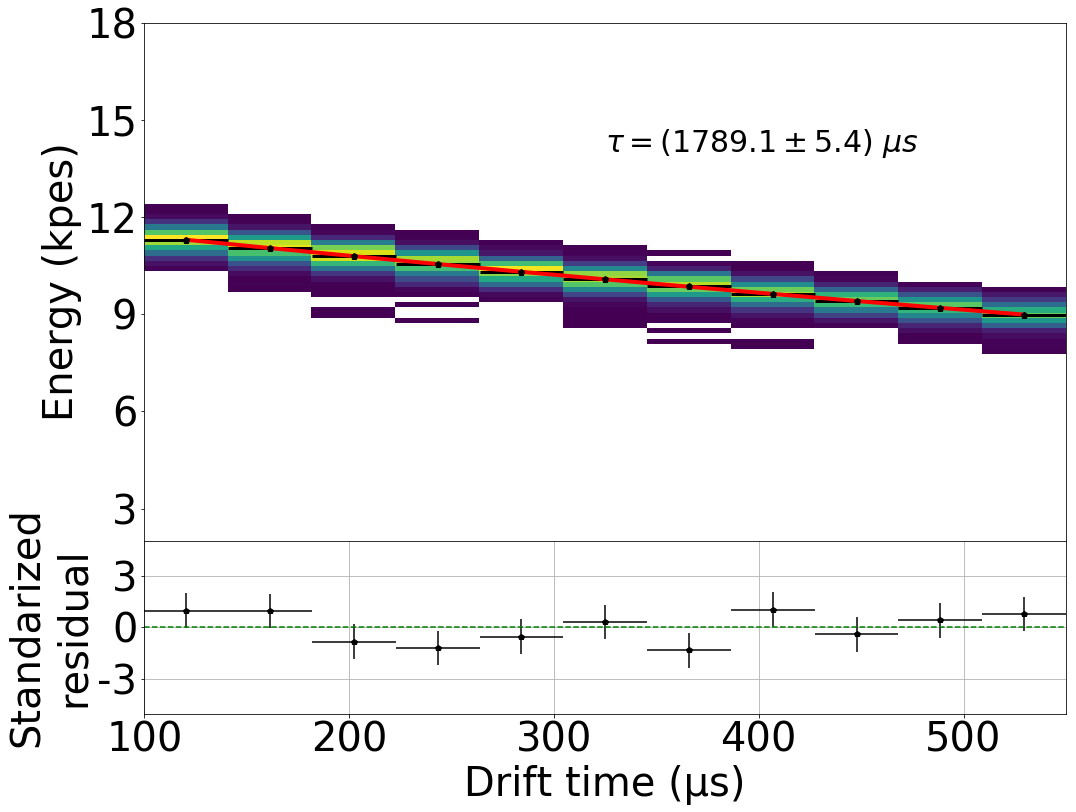 18
15
12
9
6
3
Energy (kpes)
τ = (1789.1 ± 5.4) μs
3
0
-3
Standarized
residual
100 200 300 400 500
Drift time (μs)